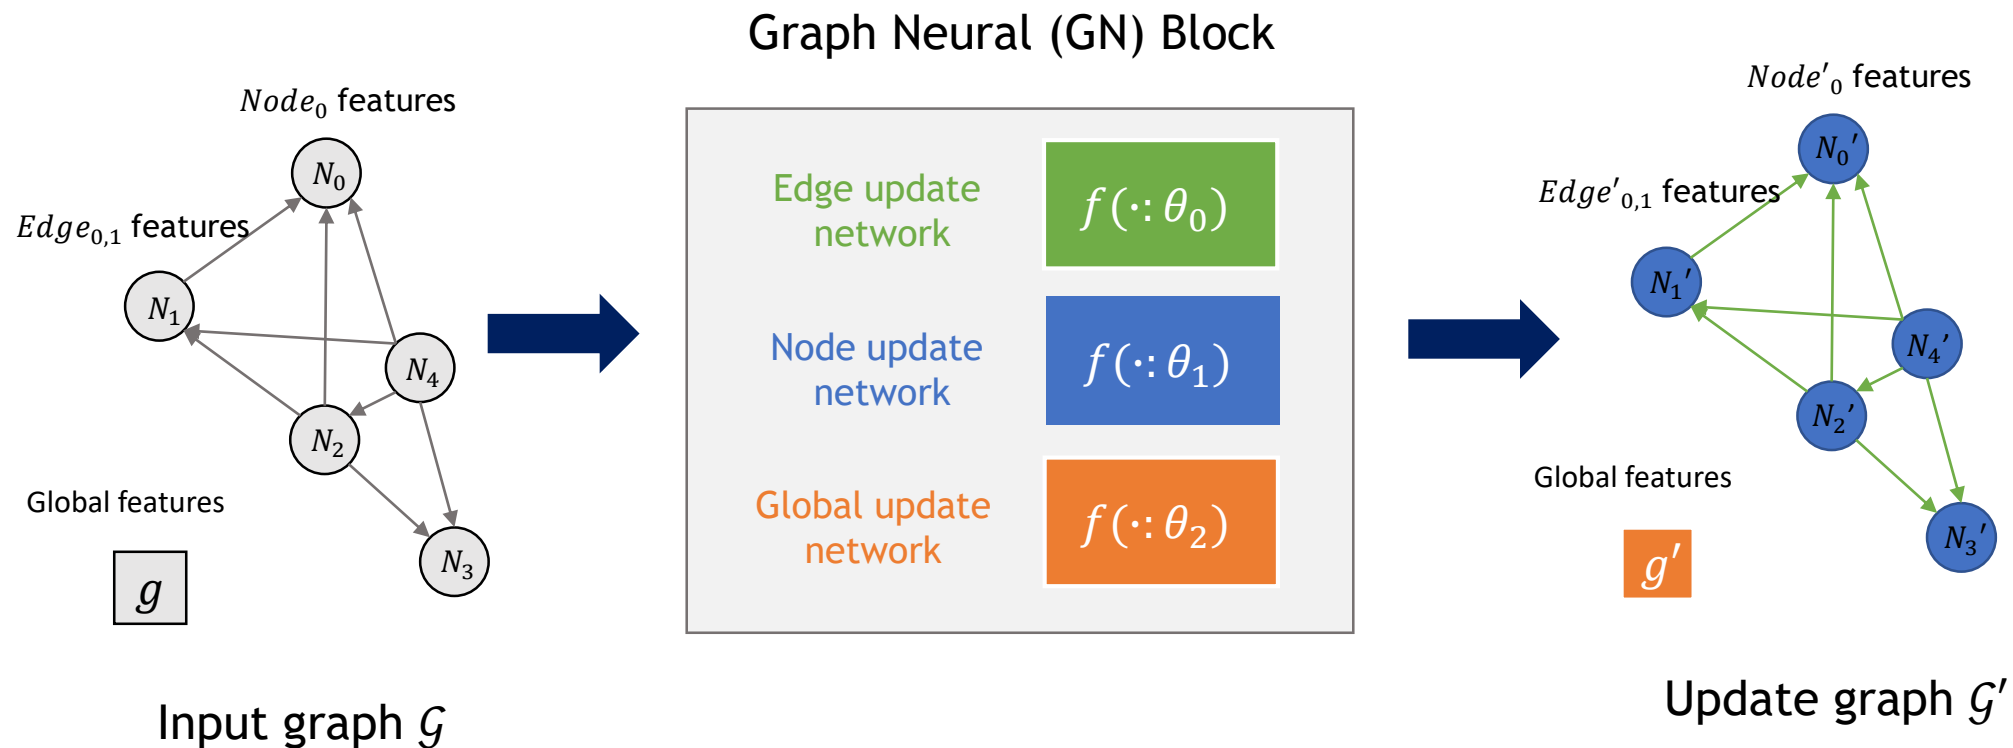 Graph Neural (GN) Block
Node₀ features
Edge₀,₁ features
N₀
N₁
N₄
N₂
N₃
Global features
g
Input graph 𝒢
Edge update
network
f(·: θ₀)
Node update
network
f(·: θ₁)
Global update
network
f(·: θ₂)
Node′₀ features
Edge′₀,₁ features
N₀′
N₁′
N₄′
N₂′
N₃′
Global features
g′
Update graph 𝒢′